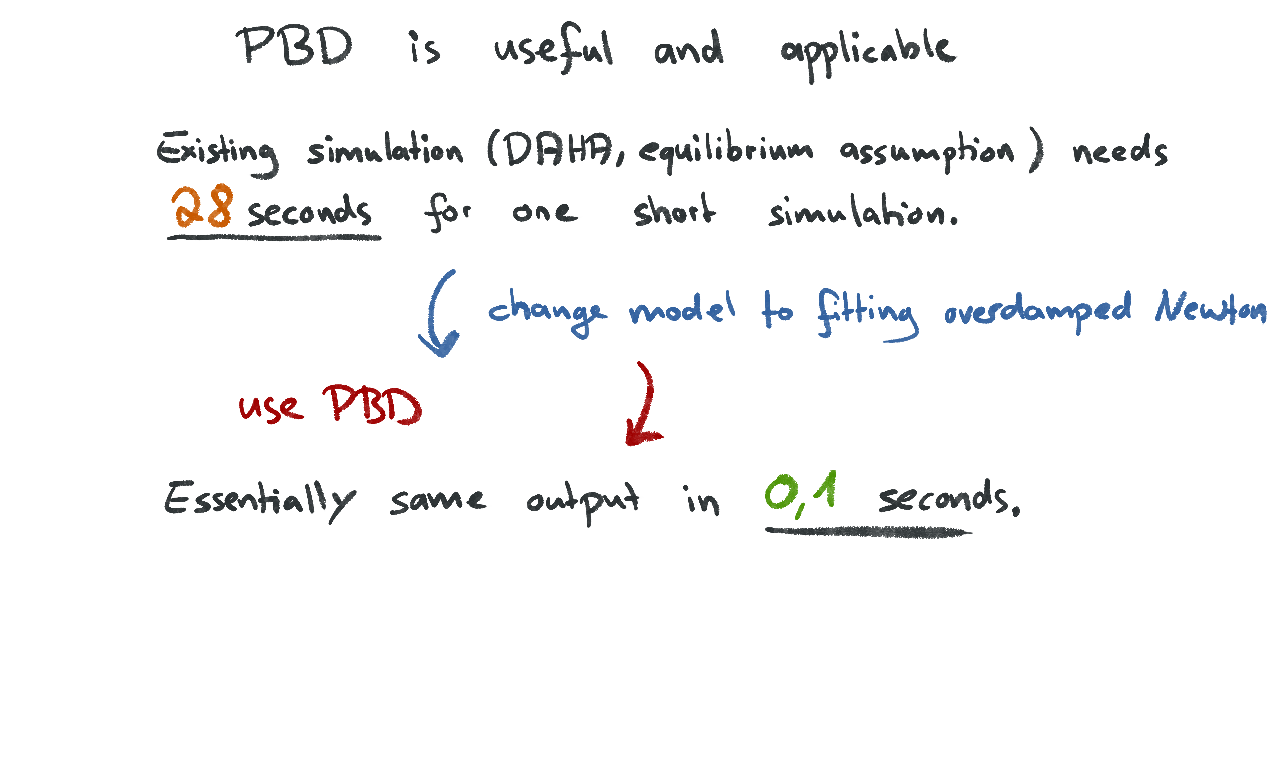 PBD is useful and applicable
Existing simulation (DAHA, equilibrium assumption) needs
28 seconds for one short simulation.
change model to fitting overdamped Newton
use PBD
Essentially same output in 0,1 seconds.